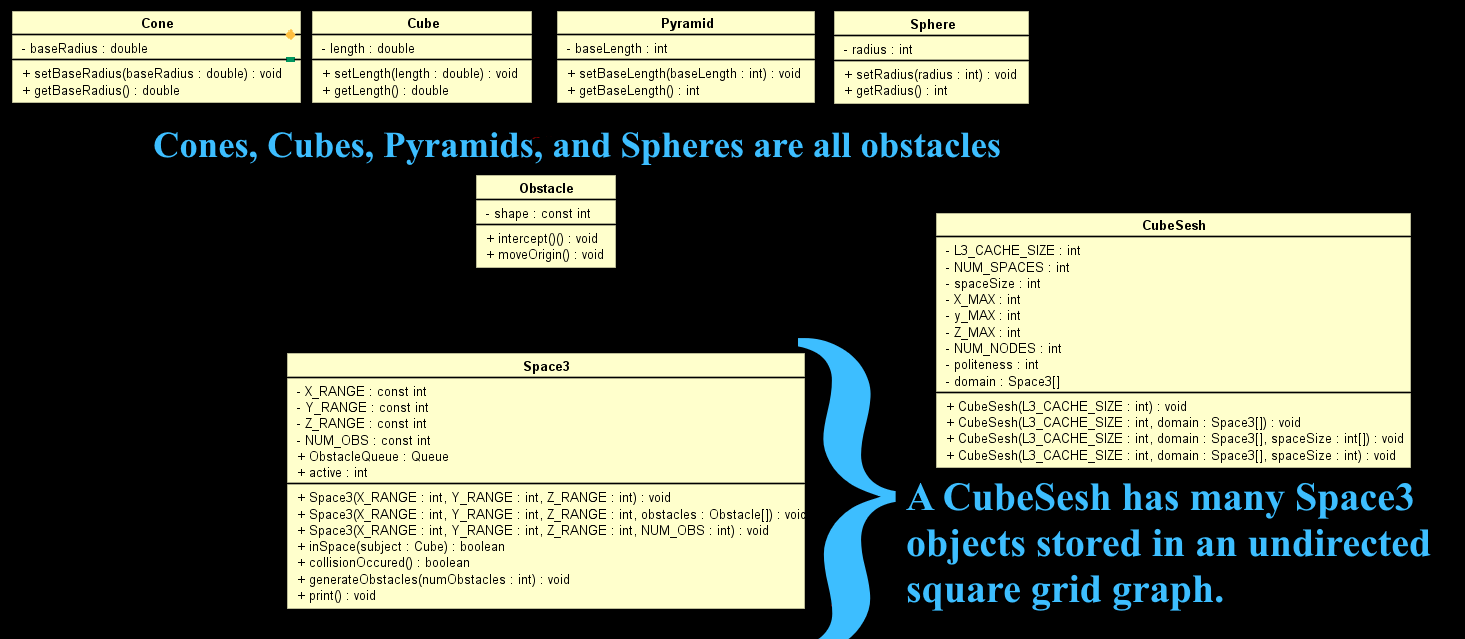 Cone
- baseRadius : double
+ setBaseRadius(baseRadius : double) : void
+ getBaseRadius() : double
Cube
- length : double
+ setLength(length : double) : void
+ getLength() : double
Pyramid
- baseLength : int
+ setBaseLength(baseLength : int) : void
+ getBaseLength() : int
Sphere
- radius : int
+ setRadius(radius : int) : void
+ getRadius() : int
Cones, Cubes, Pyramids, and Spheres are all obstacles
Obstacle
- shape : const int
+ intercept()() : void
+ moveOrigin() : void
CubeSesh
- L3_CACHE_SIZE : int
- NUM_SPACES : int
- spaceSize : int
- X_MAX : int
- y_MAX : int
- Z_MAX : int
- NUM_NODES : int
- politeness : int
- domain : Space3[]
+ CubeSesh(L3_CACHE_SIZE : int) : void
+ CubeSesh(L3_CACHE_SIZE : int, domain : Space3[]) : void
+ CubeSesh(L3_CACHE_SIZE : int, domain : Space3[], spaceSize : int[]) : void
+ CubeSesh(L3_CACHE_SIZE : int, domain : Space3[], spaceSize : int) : void
Space3
- X_RANGE : const int
- Y_RANGE : const int
- Z_RANGE : const int
- NUM_OBS : const int
+ ObstacleQueue : Queue
+ active : int
+ Space3(X_RANGE : int, Y_RANGE : int, Z_RANGE : int) : void
+ Space3(X_RANGE : int, Y_RANGE : int, Z_RANGE : int, obstacles : Obstacle[]) : void
+ Space3(X_RANGE : int, Y_RANGE : int, Z_RANGE : int, NUM_OBS : int) : void
+ inSpace(subject : Cube) : boolean
+ collisionOccured() : boolean
+ generateObstacles(numObstacles : int) : void
+ print() : void
A CubeSesh has many Space3
objects stored in an undirected
square grid graph.